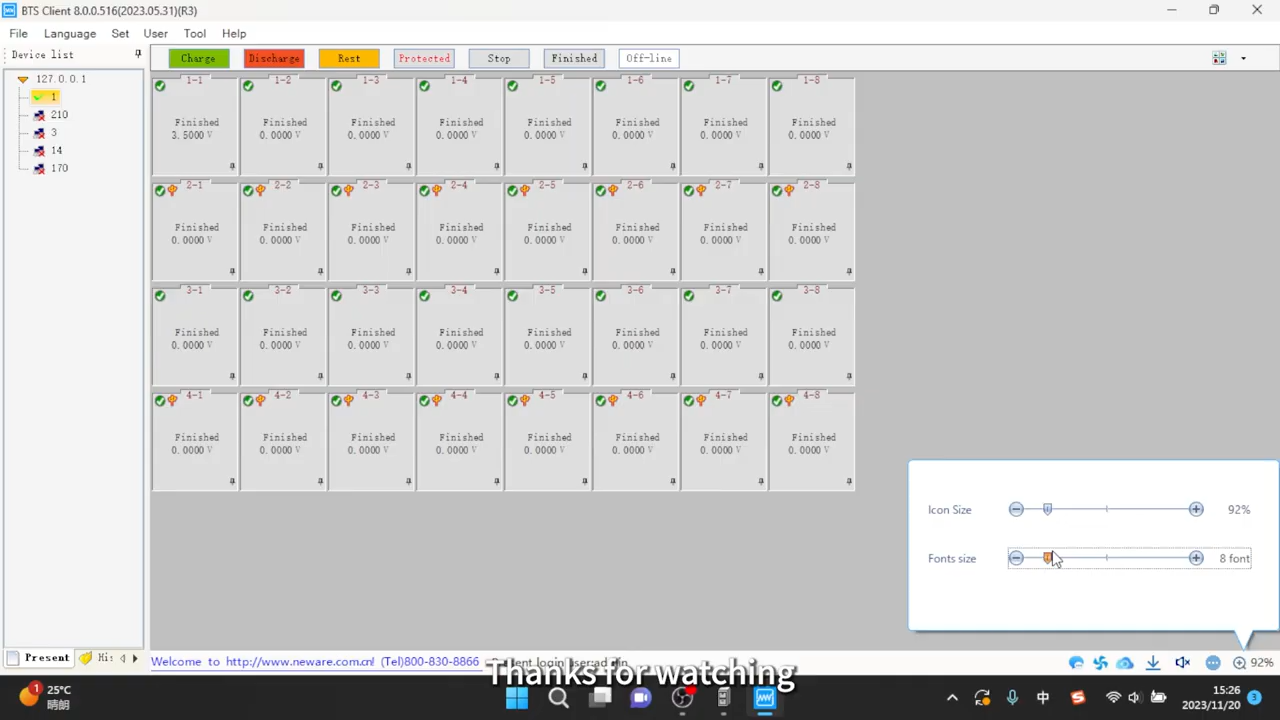 BTS Client 8.0.0.516(2023.05.31)(R3)
File Language Set User Tool Help
Device list
Charge Discharge Rest Protected Stop Finished Off-line
127.0.0.1
1
210
3
14
170
1-1 1-2 1-3 1-4 1-5 1-6 1-7 1-8
Finished Finished Finished Finished Finished Finished Finished Finished
3.5000 V 0.0000 V 0.0000 V 0.0000 V 0.0000 V 0.0000 V 0.0000 V 0.0000 V
2-1 2-2 2-3 2-4 2-5 2-6 2-7 2-8
Finished Finished Finished Finished Finished Finished Finished Finished
0.0000 V 0.0000 V 0.0000 V 0.0000 V 0.0000 V 0.0000 V 0.0000 V 0.0000 V
3-1 3-2 3-3 3-4 3-5 3-6 3-7 3-8
Finished Finished Finished Finished Finished Finished Finished Finished
0.0000 V 0.0000 V 0.0000 V 0.0000 V 0.0000 V 0.0000 V 0.0000 V 0.0000 V
4-1 4-2 4-3 4-4 4-5 4-6 4-7 4-8
Finished Finished Finished Finished Finished Finished Finished Finished
0.0000 V 0.0000 V 0.0000 V 0.0000 V 0.0000 V 0.0000 V 0.0000 V 0.0000 V
Icon Size 92%
Fonts size 8 font
Present Hi:
Welcome to http://www.neware.com.cn! (Tel)800-830-8866
92%
Thanks for watching
1
25°C
晴朗
中
15:26
2023/11/20
3